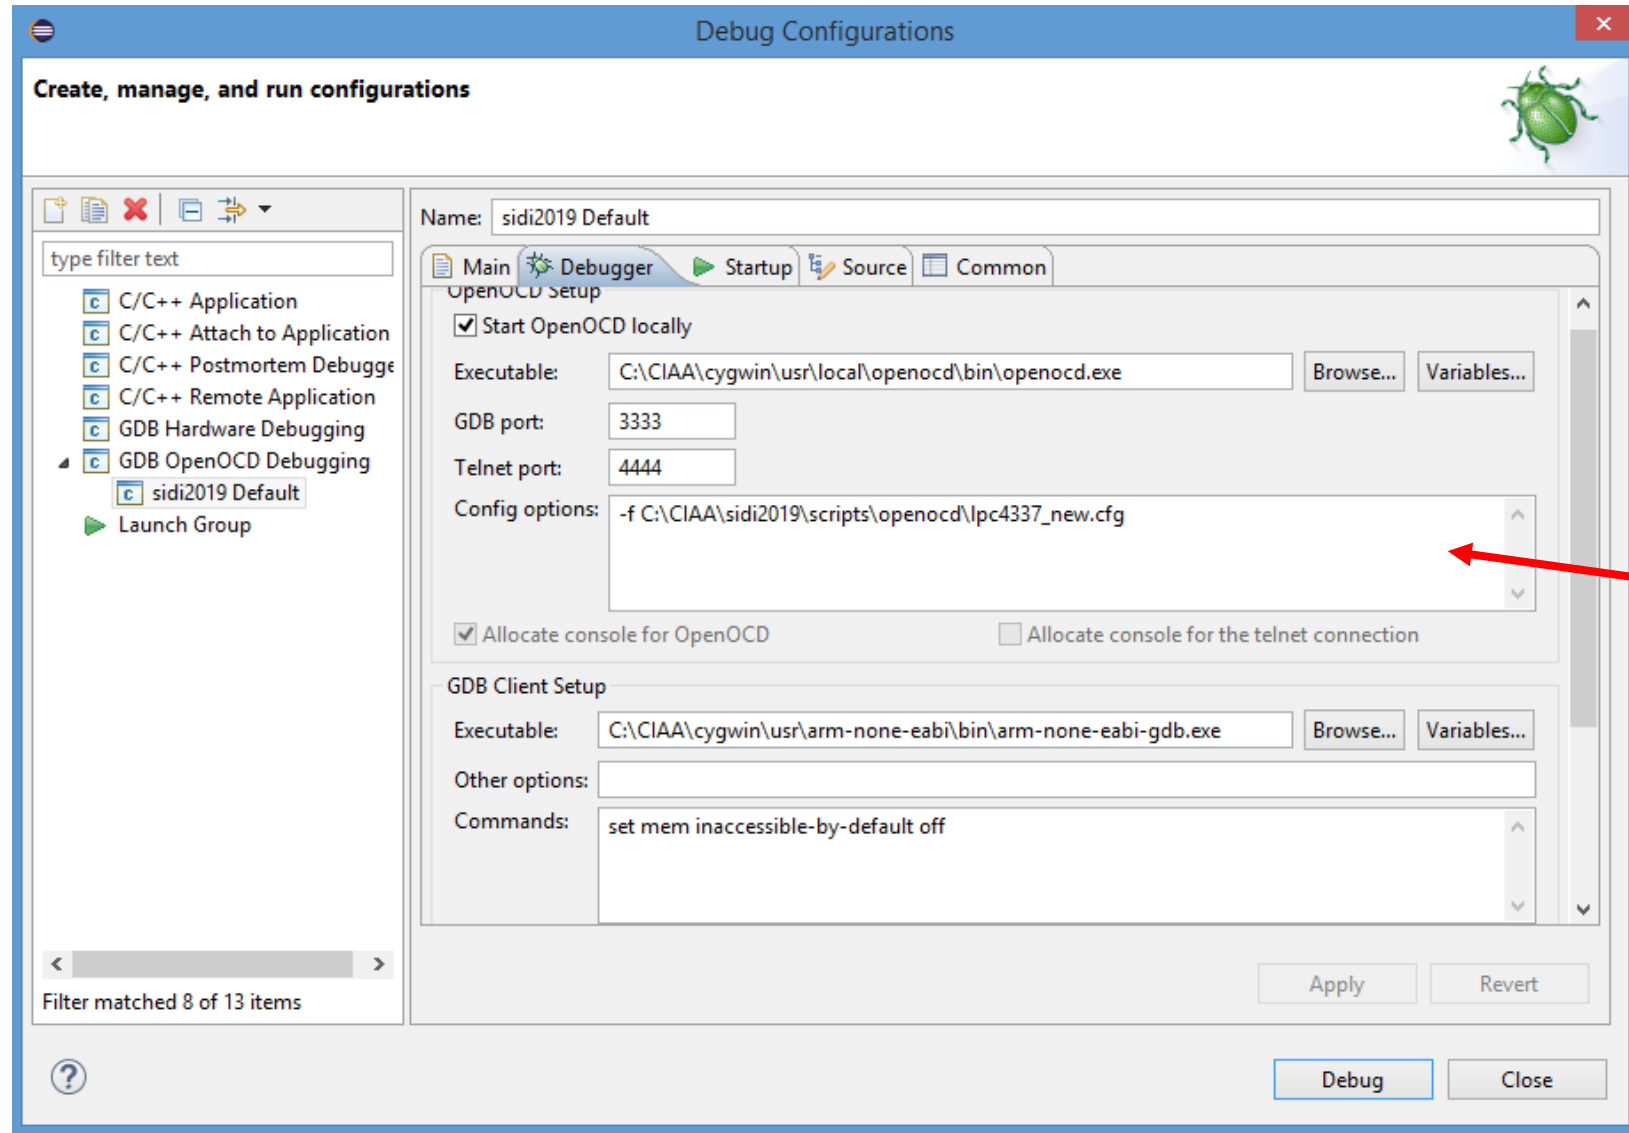 Debug Configurations
Create, manage, and run configurations
type filter text
C/C++ Application
C/C++ Attach to Application
C/C++ Postmortem Debugge
C/C++ Remote Application
GDB Hardware Debugging
GDB OpenOCD Debugging
sidi2019 Default
Launch Group
Filter matched 8 of 13 items
Name: sidi2019 Default
Main Debugger Startup Source Common
OpenOCD Setup
Start OpenOCD locally
Executable: C:\CIAA\cygwin\usr\local\openocd\bin\openocd.exe Browse... Variables...
GDB port: 3333
Telnet port: 4444
Config options: -f C:\CIAA\sidi2019\scripts\openocd\lpc4337_new.cfg
Allocate console for OpenOCD Allocate console for the telnet connection
GDB Client Setup
Executable: C:\CIAA\cygwin\usr\arm-none-eabi\bin\arm-none-eabi-gdb.exe Browse... Variables...
Other options:
Commands: set mem inaccessible-by-default off
Apply Revert
Debug Close